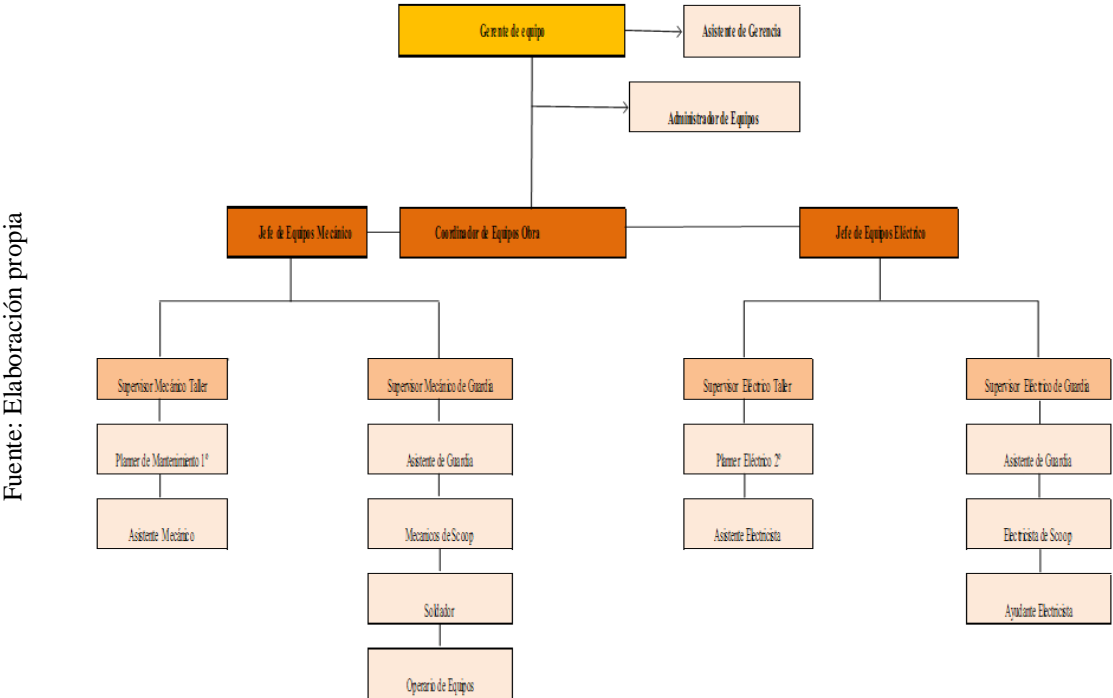 Gerente de equipo
Asistente de Gerencia
Administrador de Equipos
Jefe de Equipos Mecánico
Coordinador de Equipos Obra
Jefe de Equipos Eléctrico
Supervisor Mecánico Taller
Supervisor Mecánico de Guardia
Supervisor Eléctrico Taller
Supervisor Eléctrico de Guardia
Planner de Mantenimiento 1º
Asistente de Guardia
Planner Eléctrico 2º
Asistente de Guardia
Asistente Mecánico
Mecanicos de Scoop
Asistente Electricista
Electricista de Scoop
Soldador
Ayudante Electricista
Operario de Equipos
Fuente: Elaboración propia